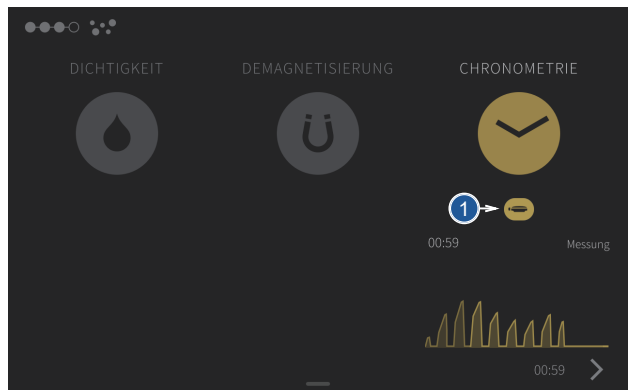 DICHTIGKEIT
DEMAGNETISIERUNG
CHRONOMETRIE
1
00:59
Messung
00:59